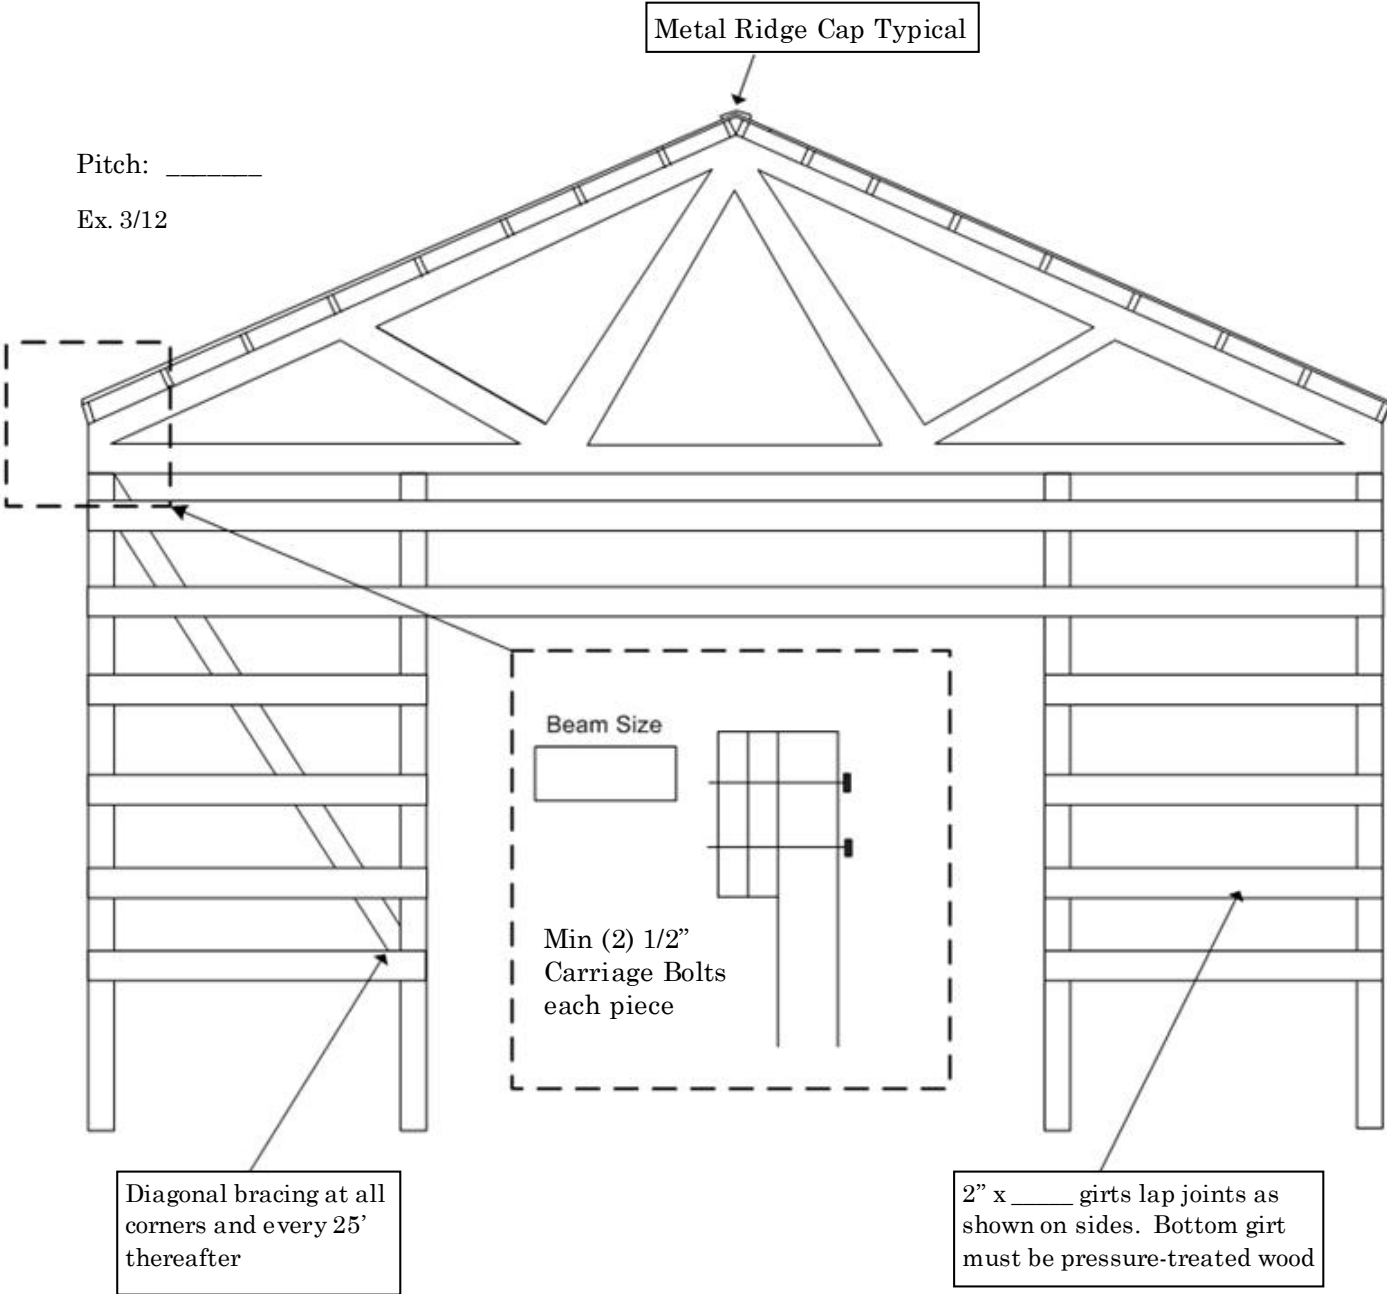 Metal Ridge Cap Typical
Pitch: _______
Ex. 3/12
Beam Size
Min (2) 1/2”
Carriage Bolts
each piece
Diagonal bracing at all
corners and every 25’
thereafter
2” x _____ girts lap joints as
shown on sides. Bottom girt
must be pressure-treated wood